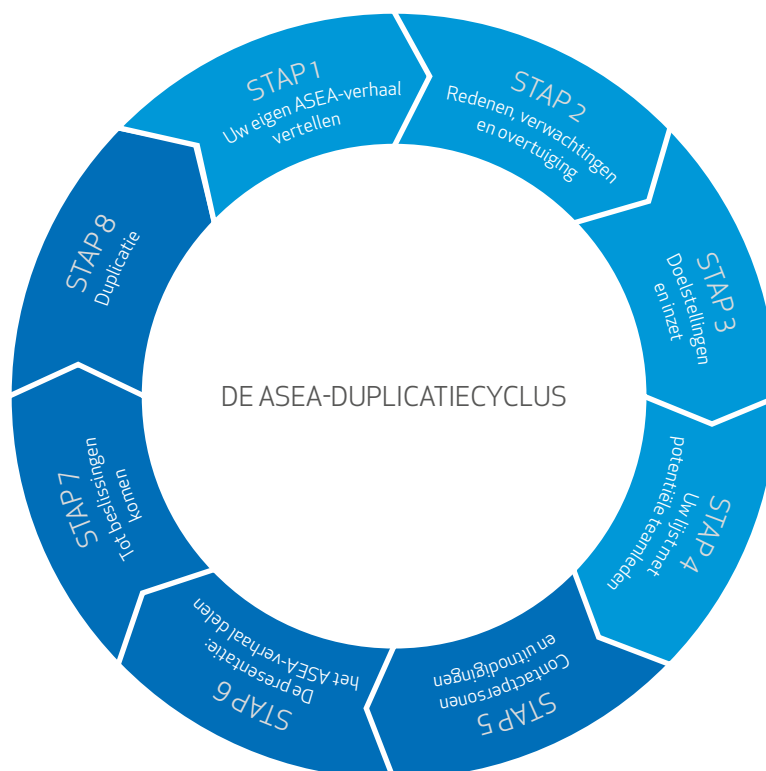 STAP 1
Uw eigen ASEA-verhaal
vertellen
STAP 2
Redenen, verwachtingen
en overtuiging
STAP 3
Doelstellingen
en inzet
STAP 4
Uw lijst met
potentiële teamleden
STAP 5
Contactpersonen
en uitnodigingen
STAP 6
De presentatie:
het ASEA-verhaal delen
STAP 7
Tot beslissingen
komen
STAP 8
Duplicatie
DE ASEA-DUPLICATIECYCLUS